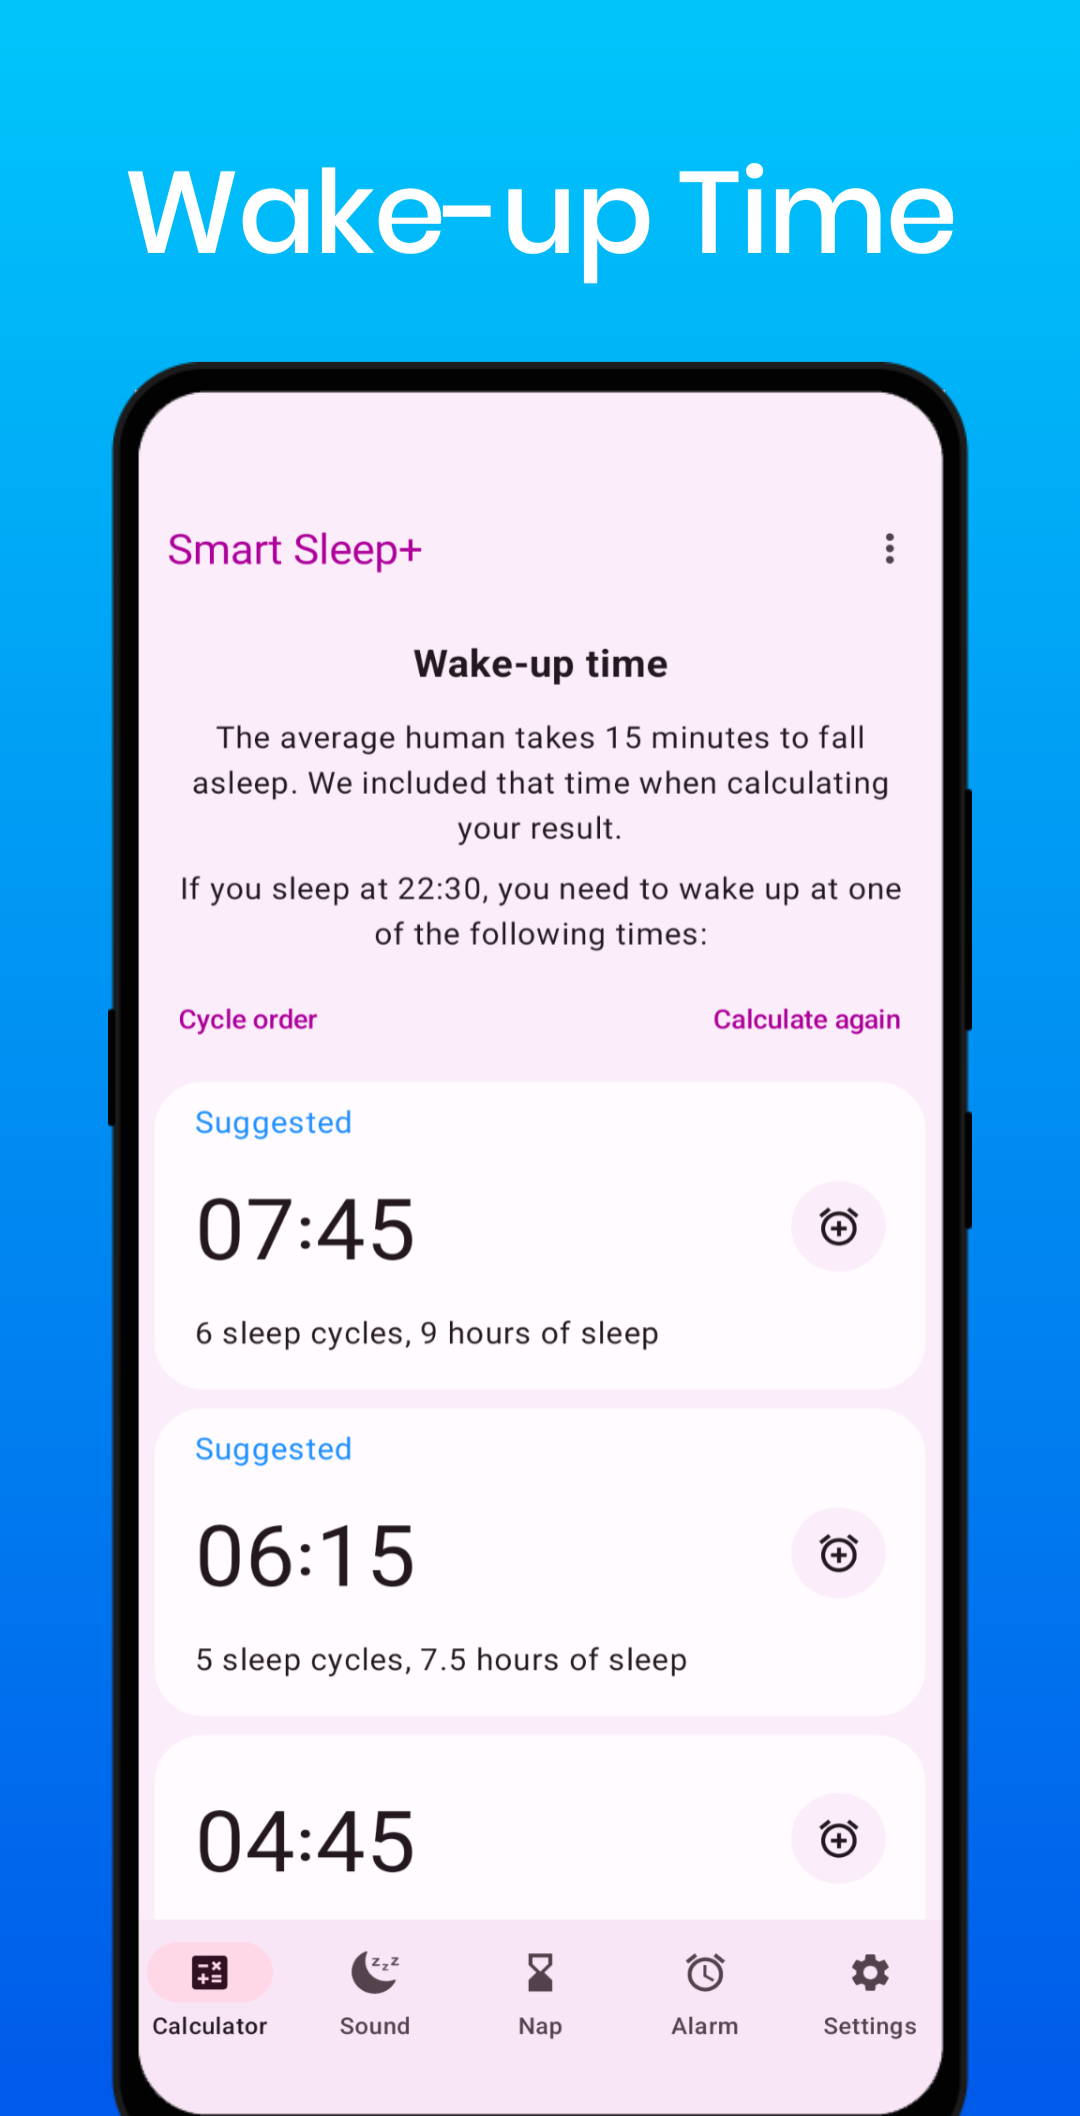 Wake-up Time
Smart Sleep+
Wake-up time
The average human takes 15 minutes to fall
asleep. We included that time when calculating
your result.
If you sleep at 22:30, you need to wake up at one
of the following times:
Cycle order
Calculate again
Suggested
07:45
6 sleep cycles, 9 hours of sleep
Suggested
06:15
5 sleep cycles, 7.5 hours of sleep
04:45
Calculator
zzz
Sound
Nap
Alarm
Settings